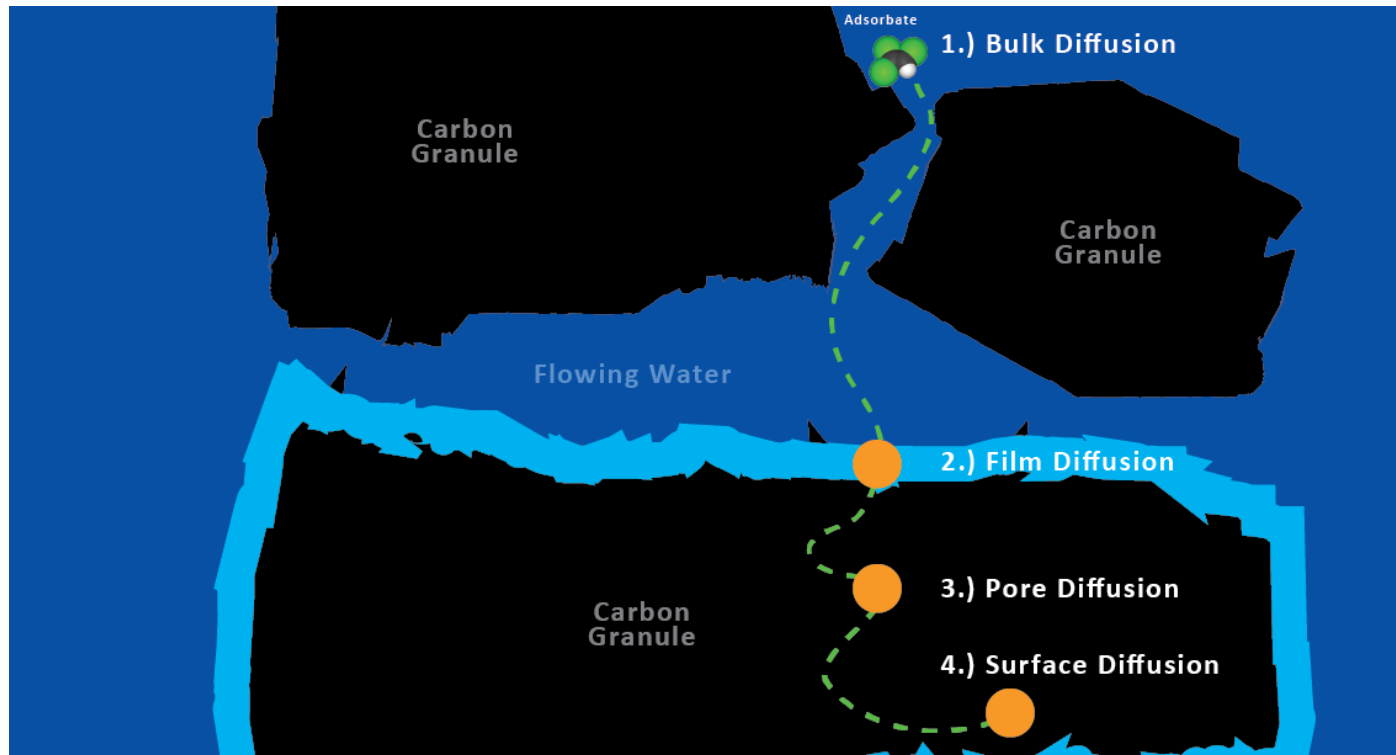 Adsorbate
1.) Bulk Diffusion
Carbon
Granule
Carbon
Granule
Flowing Water
2.) Film Diffusion
3.) Pore Diffusion
Carbon
Granule
4.) Surface Diffusion